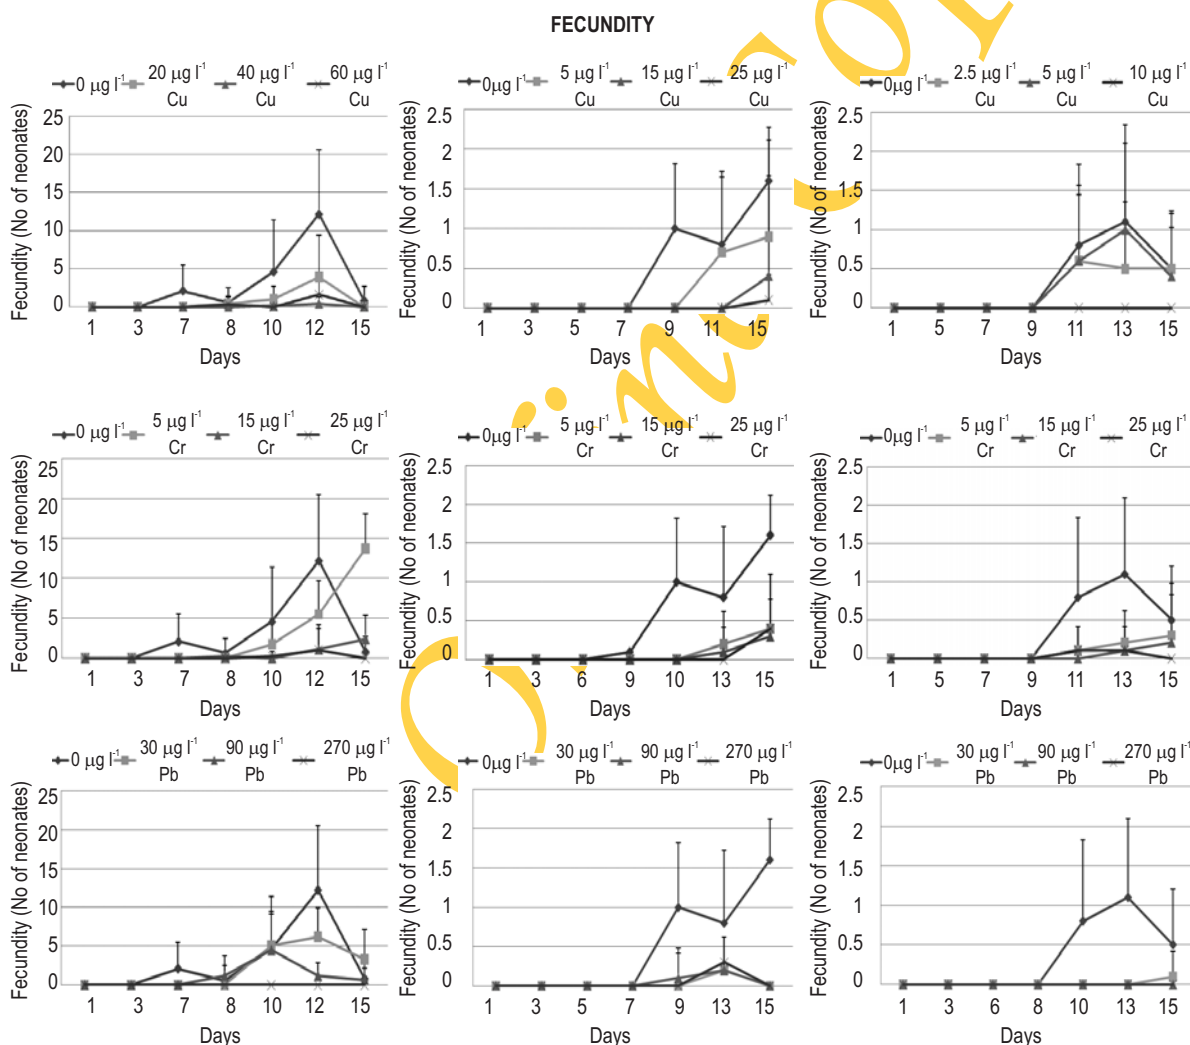 FECUNDITY
0 µg l-1 20 µg l-1 Cu 40 µg l-1 Cu 60 µg l-1 Cu
Fecundity (No of neonates)
25
20
15
10
5
0
1 3 7 8 10 12 15
Days
0µg l-1 5 µg l-1 Cu 15 µg l-1 Cu 25 µg l-1 Cu
Fecundity (No of neonates)
2.5
2
1.5
1
0.5
0
1 3 5 7 9 11 15
Days
0µg l-1 2.5 µg l-1 Cu 5 µg l-1 Cu 10 µg l-1 Cu
Fecundity (No of neonates)
2.5
2
1.5
1
0.5
0
1 5 7 9 11 13 15
Days
0 µg l-1 5 µg l-1 Cr 15 µg l-1 Cr 25 µg l-1 Cr
Fecundity (No of neonates)
25
20
15
10
5
0
1 3 7 8 10 12 15
Days
0µg l-1 5 µg l-1 Cr 15 µg l-1 Cr 25 µg l-1 Cr
Fecundity (No of neonates)
2.5
2
1.5
1
0.5
0
1 3 6 9 10 13 15
Days
0µg l-1 5 µg l-1 Cr 15 µg l-1 Cr 25 µg l-1 Cr
Fecundity (No of neonates)
2.5
2
1.5
1
0.5
0
1 5 7 9 11 13 15
Days
0 µg l-1 30 µg l-1 Pb 90 µg l-1 Pb 270 µg l-1 Pb
Fecundity (No of neonates)
25
20
15
10
5
0
1 3 7 8 10 12 15
Days
0µg l-1 30 µg l-1 Pb 90 µg l-1 Pb 270 µg l-1 Pb
Fecundity (No of neonates)
2.5
2
1.5
1
0.5
0
1 3 5 7 9 13 15
Days
0µg l-1 30 µg l-1 Pb 90 µg l-1 Pb 270 µg l-1 Pb
Fecundity (No of neonates)
2.5
2
1.5
1
0.5
0
1 3 6 8 10 13 15
Days